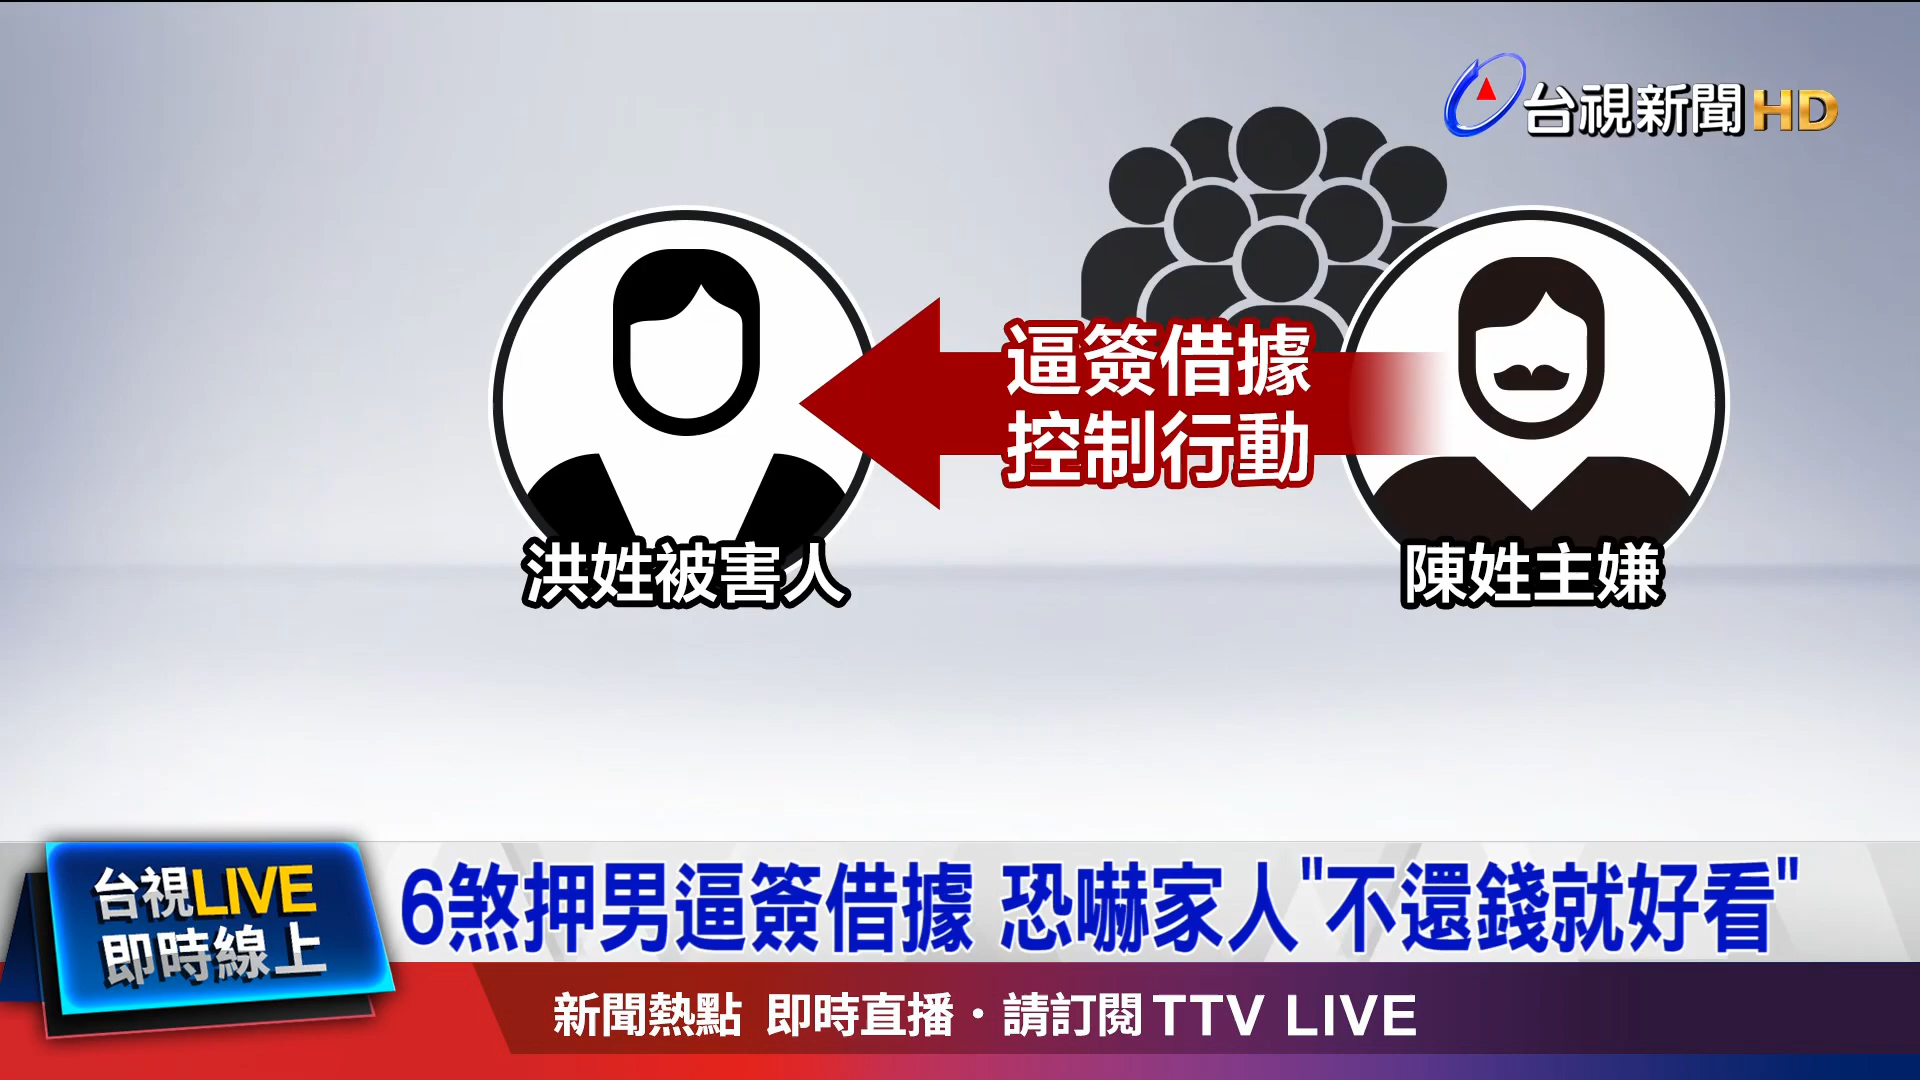 台視新聞HD
逼簽借據
控制行動
洪姓被害人
陳姓主嫌
台視LIVE
即時線上
6煞押男逼簽借據 恐嚇家人"不還錢就好看"
新聞熱點 即時直播・請訂閱TTV LIVE